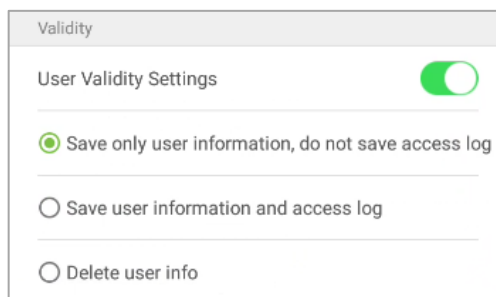 Validity
User Validity Settings
Save only user information, do not save access log
Save user information and access log
Delete user info